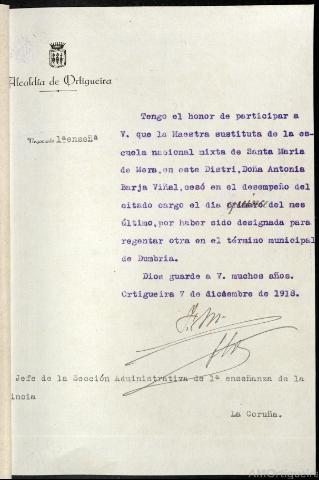 Alcaldía de Ortigueira
Negociado 1ª enseñª
Tengo el honor de participar a
V. que la Maestra sustituta de la es-
cuela nacional mixta de Santa Maria
de Mera, en este Distri, Doña Antonia
Barja Viñal, cesó en el desempeño del
citado cargo el dia del mes
último, por haber sido designada para
regentar otra en el término municipal
de Dumbria.
Dios guarde a V. muchos años.
Ortigueira 7 de diciembre de 1918.
Jefe de la Sección Administrativa de 1ª enseñanza de la
incia
La Coruña.
AMOrtigueira